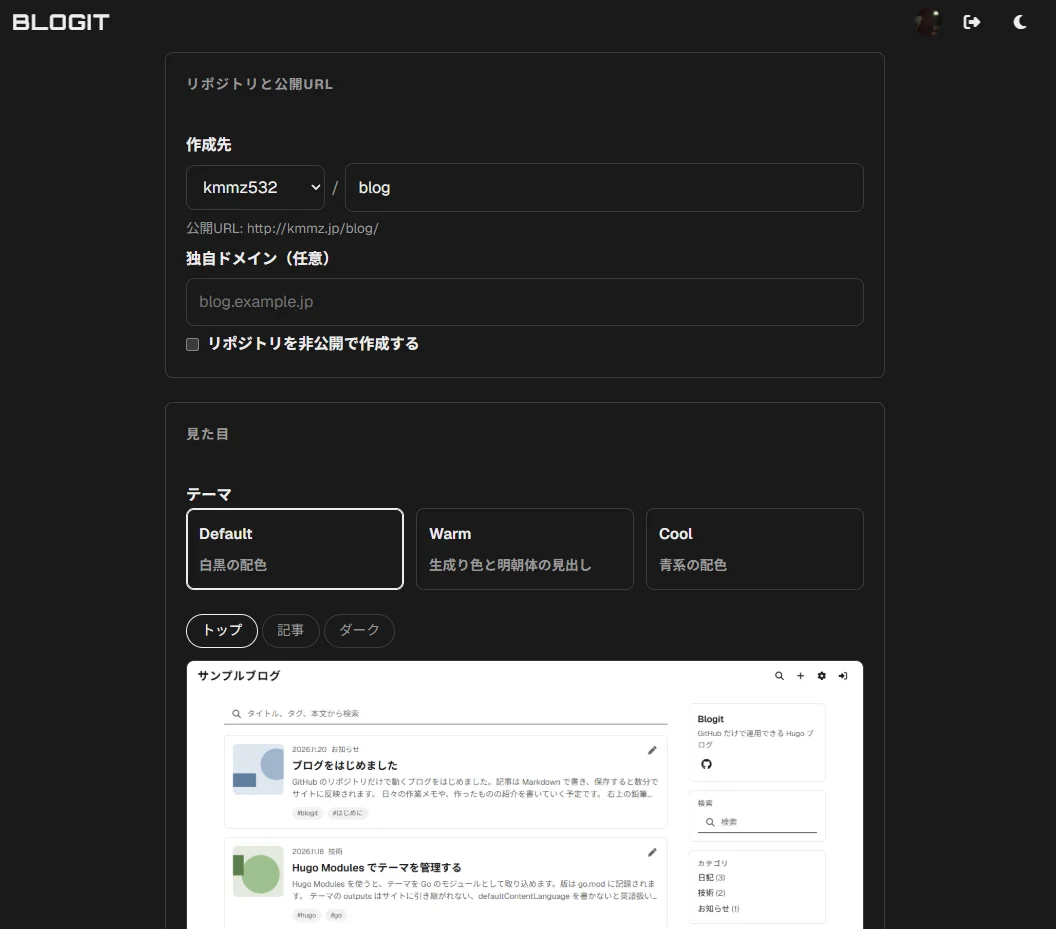 BLOGIT
リポジトリと公開URL
作成先
kmmz532 / blog
公開URL: http://kmmz.jp/blog/
独自ドメイン（任意）
blog.example.jp
リポジトリを非公開で作成する
見た目
テーマ
Default
白黒の配色
Warm
生成り色と明朝体の見出し
Cool
青系の配色
トップ 記事 ダーク
サンプルブログ
タイトル、タグ、本文から検索
2026.11.20 お知らせ
ブログをはじめました
GitHub のリポジトリだけで動くブログをはじめました。記事は Markdown で書き、保存すると数分で
サイトに反映されます。 日々の作業メモや、作ったものの紹介を書いていく予定です。 右上の鉛筆...
#blogit #はじめに
2026.11.18 技術
Hugo Modules でテーマを管理する
Hugo Modules を使うと、テーマを Go のモジュールとして取り込めます。版は go.mod に記録されま
す。 テーマの outputs はサイトに引き継がれない、defaultContentLanguage を書かないと英語扱い...
#hugo #go
Blogit
GitHub だけで運用できる Hugo ブ
ログ
検索
検索
カテゴリ
日記 (3)
技術 (2)
お知らせ (1)